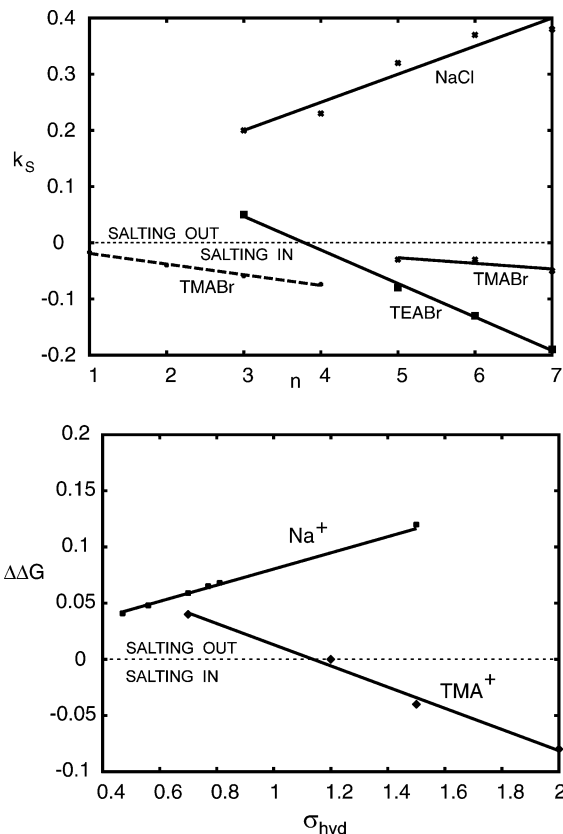 0.4
0.3
0.2
0.1
0
-0.1
-0.2
k_S
NaCl
SALTING OUT
SALTING IN
TMABr
TMABr
TEABr
1 2 3 4 5 6 7
n
0.2
0.15
0.1
0.05
0
-0.05
-0.1
ΔΔG
Na⁺
SALTING OUT
SALTING IN
TMA⁺
0.4 0.6 0.8 1 1.2 1.4 1.6 1.8 2
σ_hyd